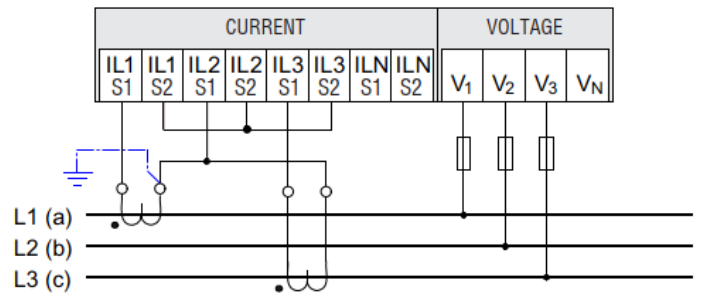 CURRENT VOLTAGE
IL1 IL1 IL2 IL2 IL3 IL3 ILN ILN
S1 S2 S1 S2 S1 S2 S1 S2
V1 V2 V3 VN
L1 (a)
L2 (b)
L3 (c)